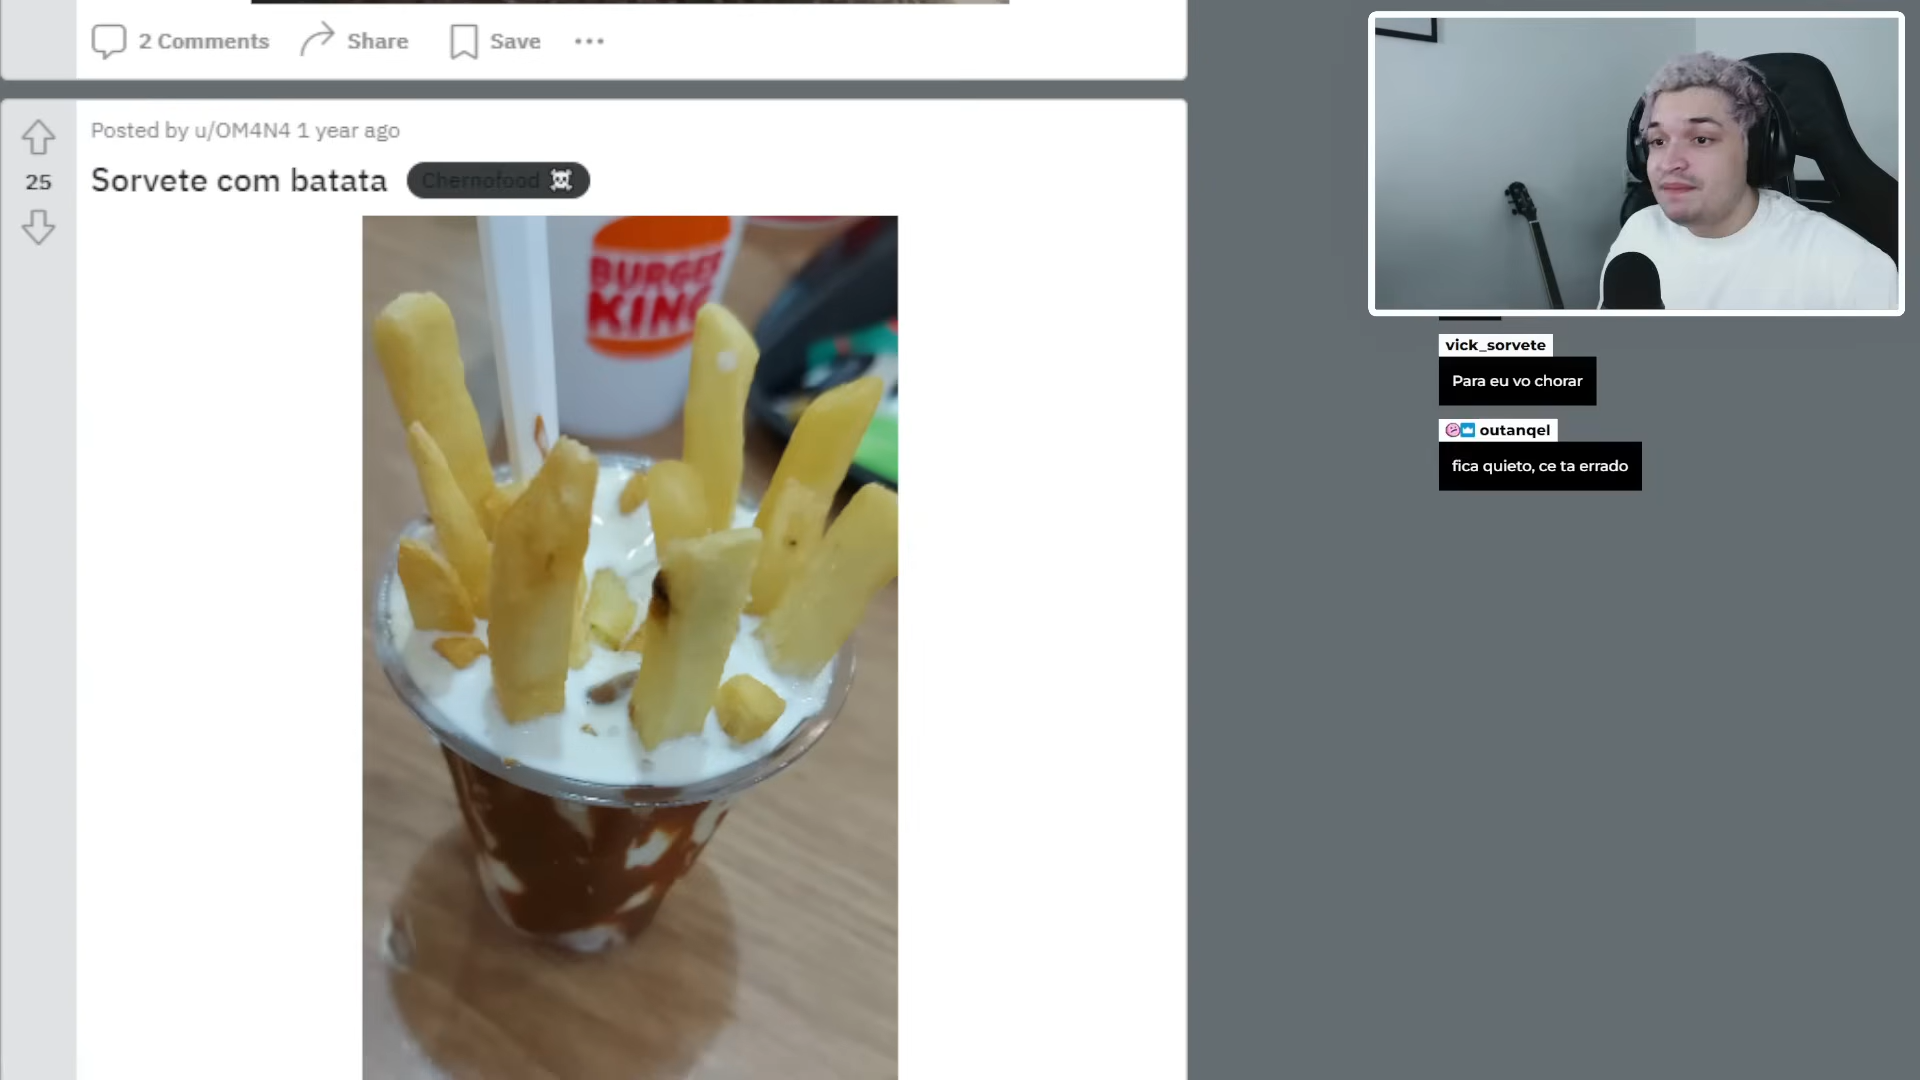 2 Comments
Share
Save
Posted by u/OM4N4 1 year ago
25
Sorvete com batata
Chernofood
BURGER
KING
vick_sorvete
Para eu vo chorar
outanqel
fica quieto, ce ta errado